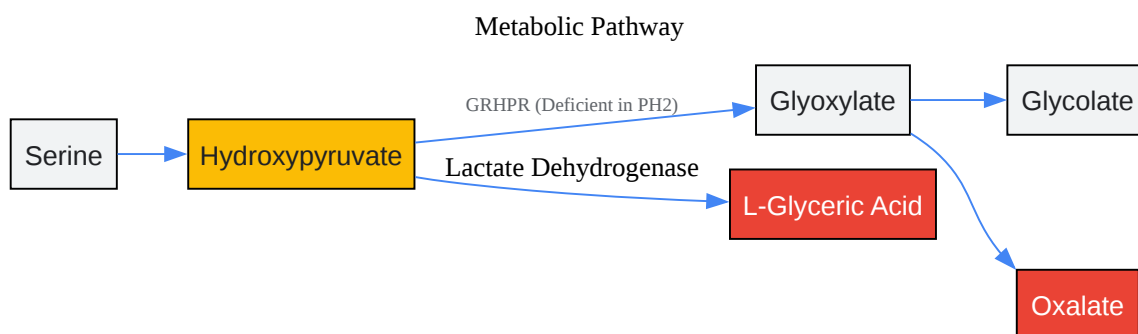 Metabolic Pathway
Serine
Hydroxypyruvate
GRHPR (Deficient in PH2)
Lactate Dehydrogenase
Glyoxylate
Glycolate
L-Glyceric Acid
Oxalate